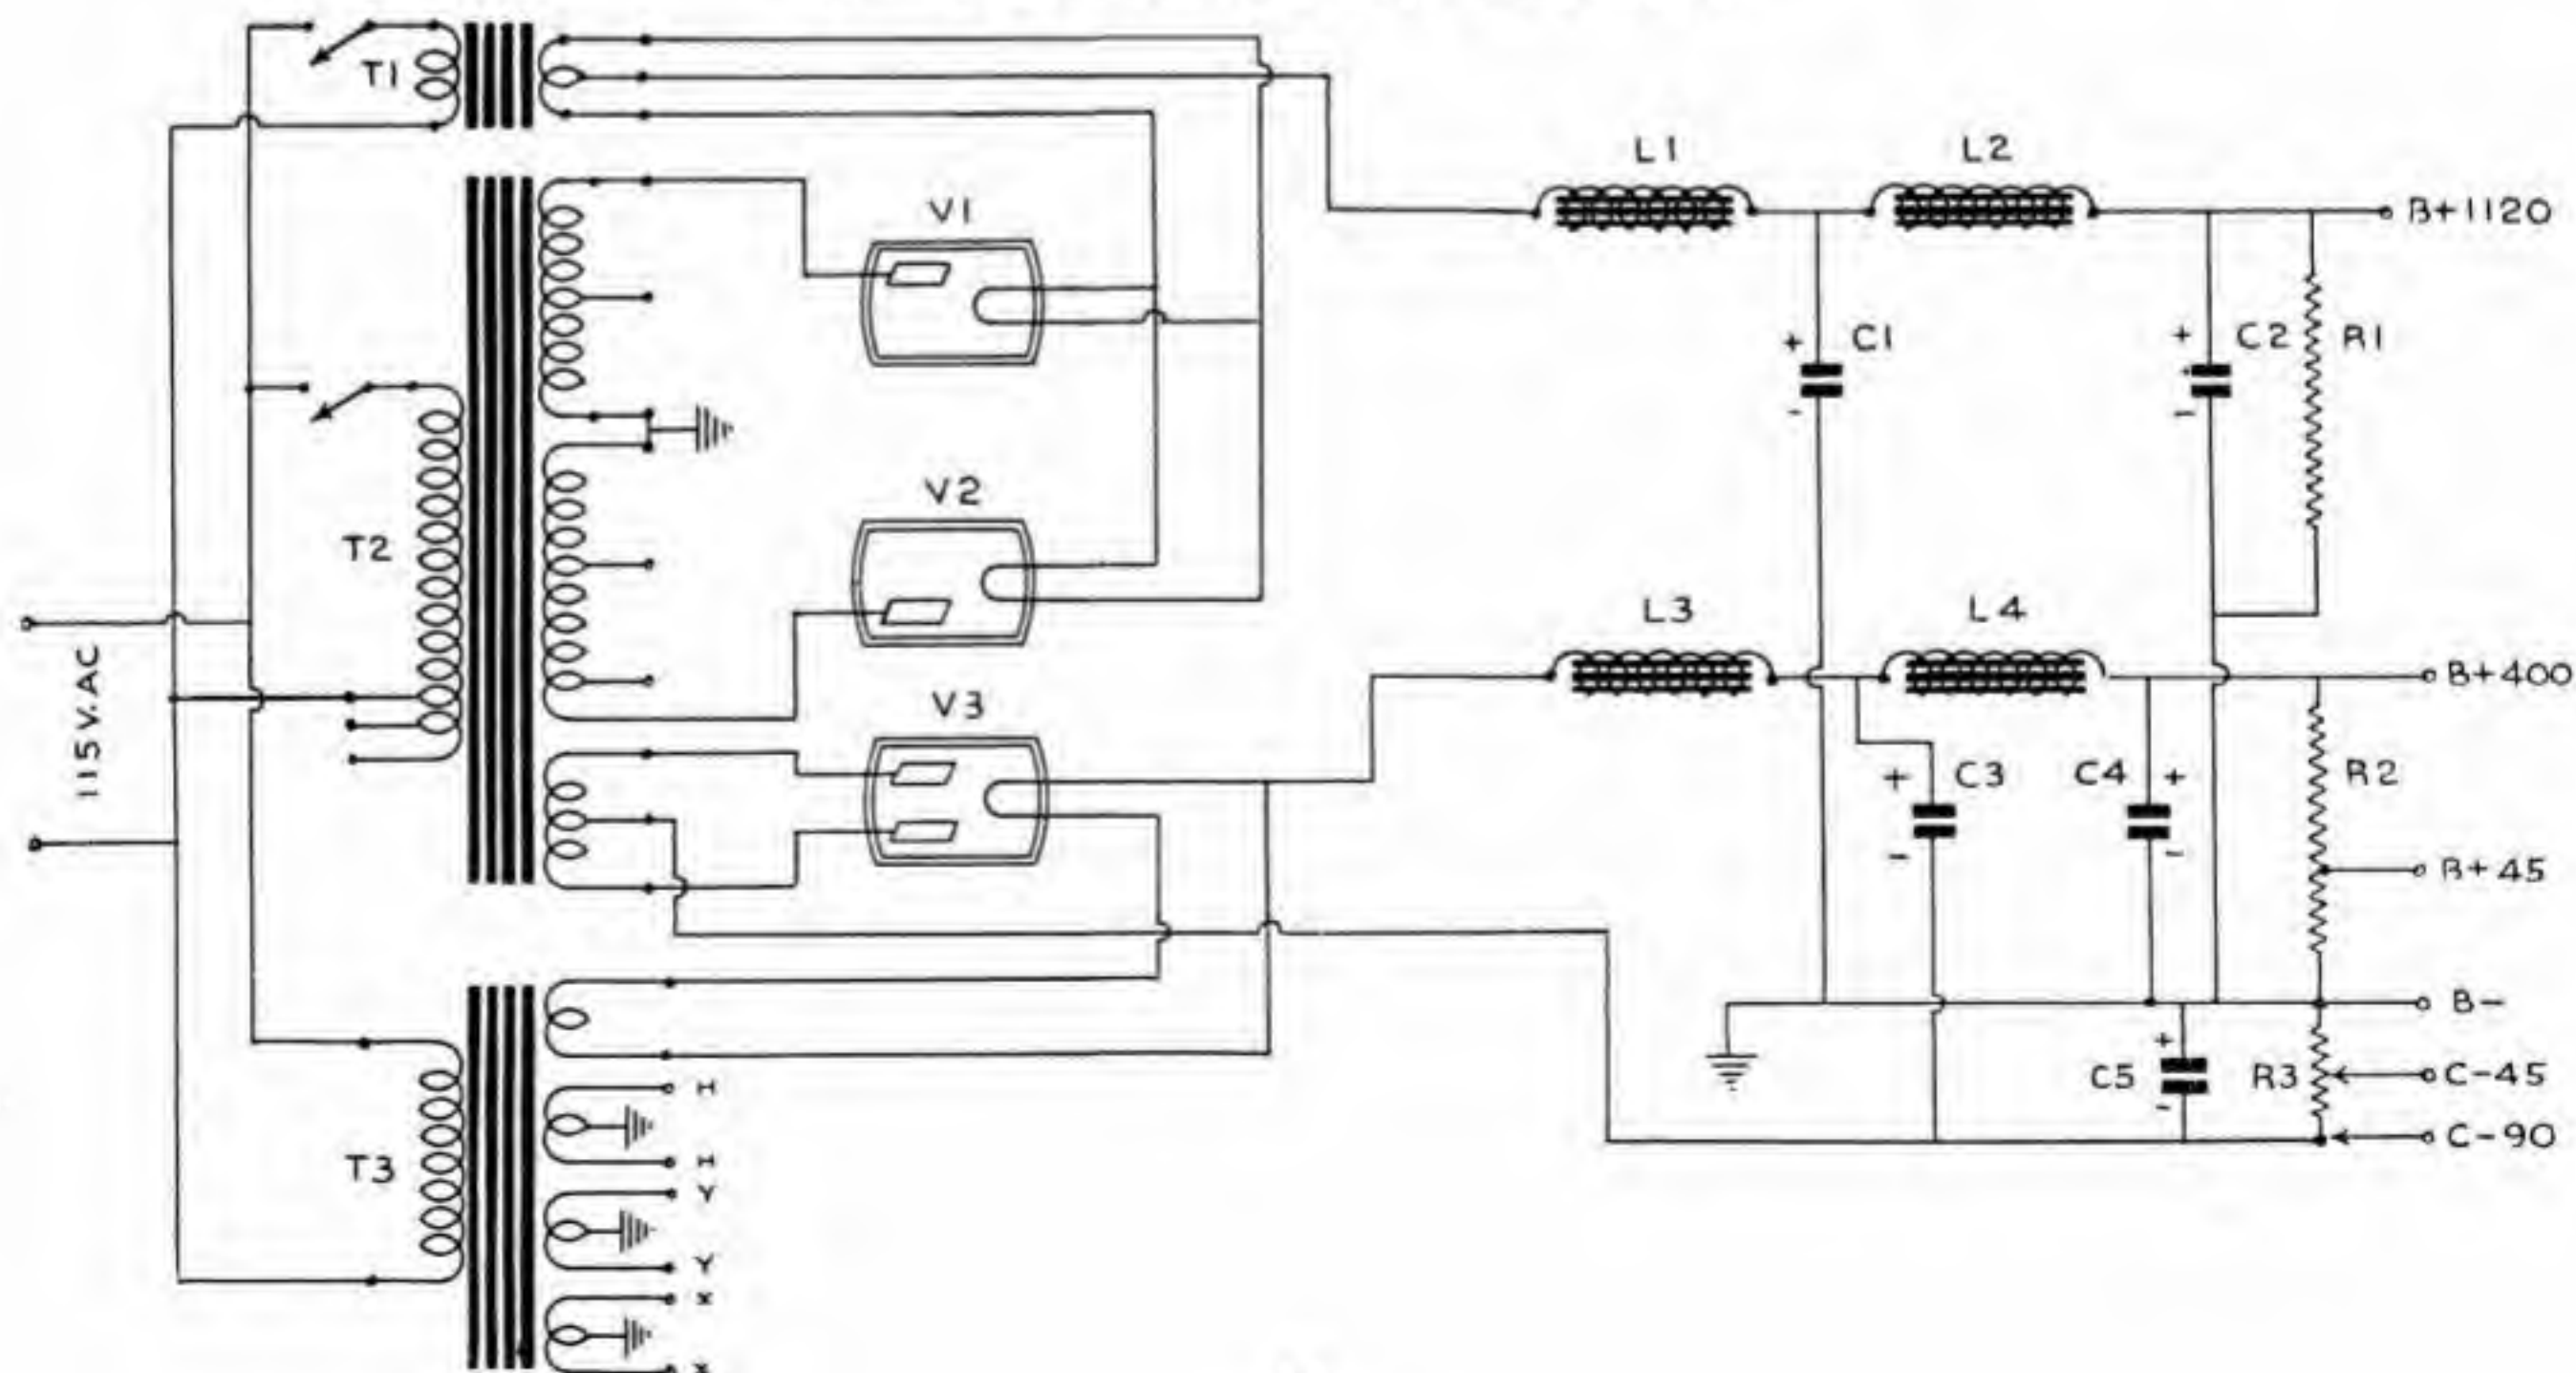 T1
L1
L2
V1
B+1120
+
C1
-
+
C2
-
R1
V2
T2
L3
L4
115 V. AC
V3
B+400
+
C3
-
C4
+
-
R2
B+45
B-
+
C5
-
R3
C-45
C-90
T3
H
H
Y
Y
X